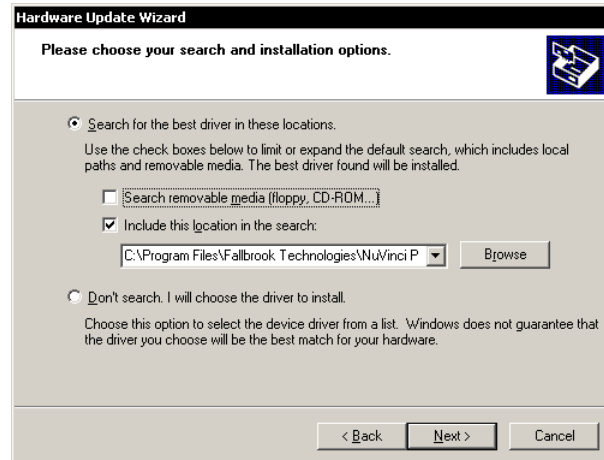 Hardware Update Wizard
Please choose your search and installation options.
Search for the best driver in these locations.
Use the check boxes below to limit or expand the default search, which includes local
paths and removable media. The best driver found will be installed.
Search removable media (floppy, CD-ROM...)
Include this location in the search:
C:\Program Files\Fallbrook Technologies\NuVinci P
Browse
Don't search. I will choose the driver to install.
Choose this option to select the device driver from a list. Windows does not guarantee that
the driver you choose will be the best match for your hardware.
< Back
Next >
Cancel